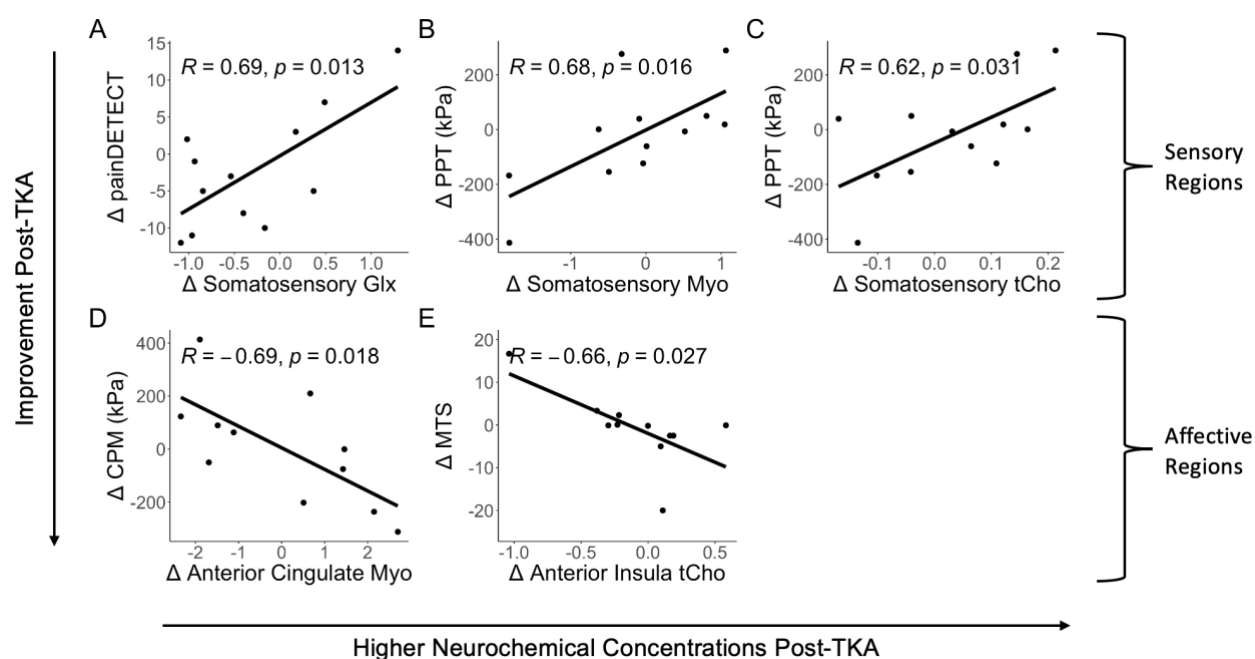 A
R = 0.69, p = 0.013
Δ painDETECT
15
10
5
0
-5
-10
-1.0 -0.5 0.0 0.5 1.0
Δ Somatosensory Glx
B
R = 0.68, p = 0.016
Δ PPT (kPa)
200
0
-200
-400
-1 0 1
Δ Somatosensory Myo
C
R = 0.62, p = 0.031
Δ PPT (kPa)
200
0
-200
-400
-0.1 0.0 0.1 0.2
Δ Somatosensory tCho
Sensory
Regions
D
R = −0.69, p = 0.018
Δ CPM (kPa)
400
200
0
-200
-2 -1 0 1 2
Δ Anterior Cingulate Myo
E
R = −0.66, p = 0.027
Δ MTS
20
10
0
-10
-20
-1.0 -0.5 0.0 0.5
Δ Anterior Insula tCho
Affective
Regions
Improvement Post-TKA
Higher Neurochemical Concentrations Post-TKA